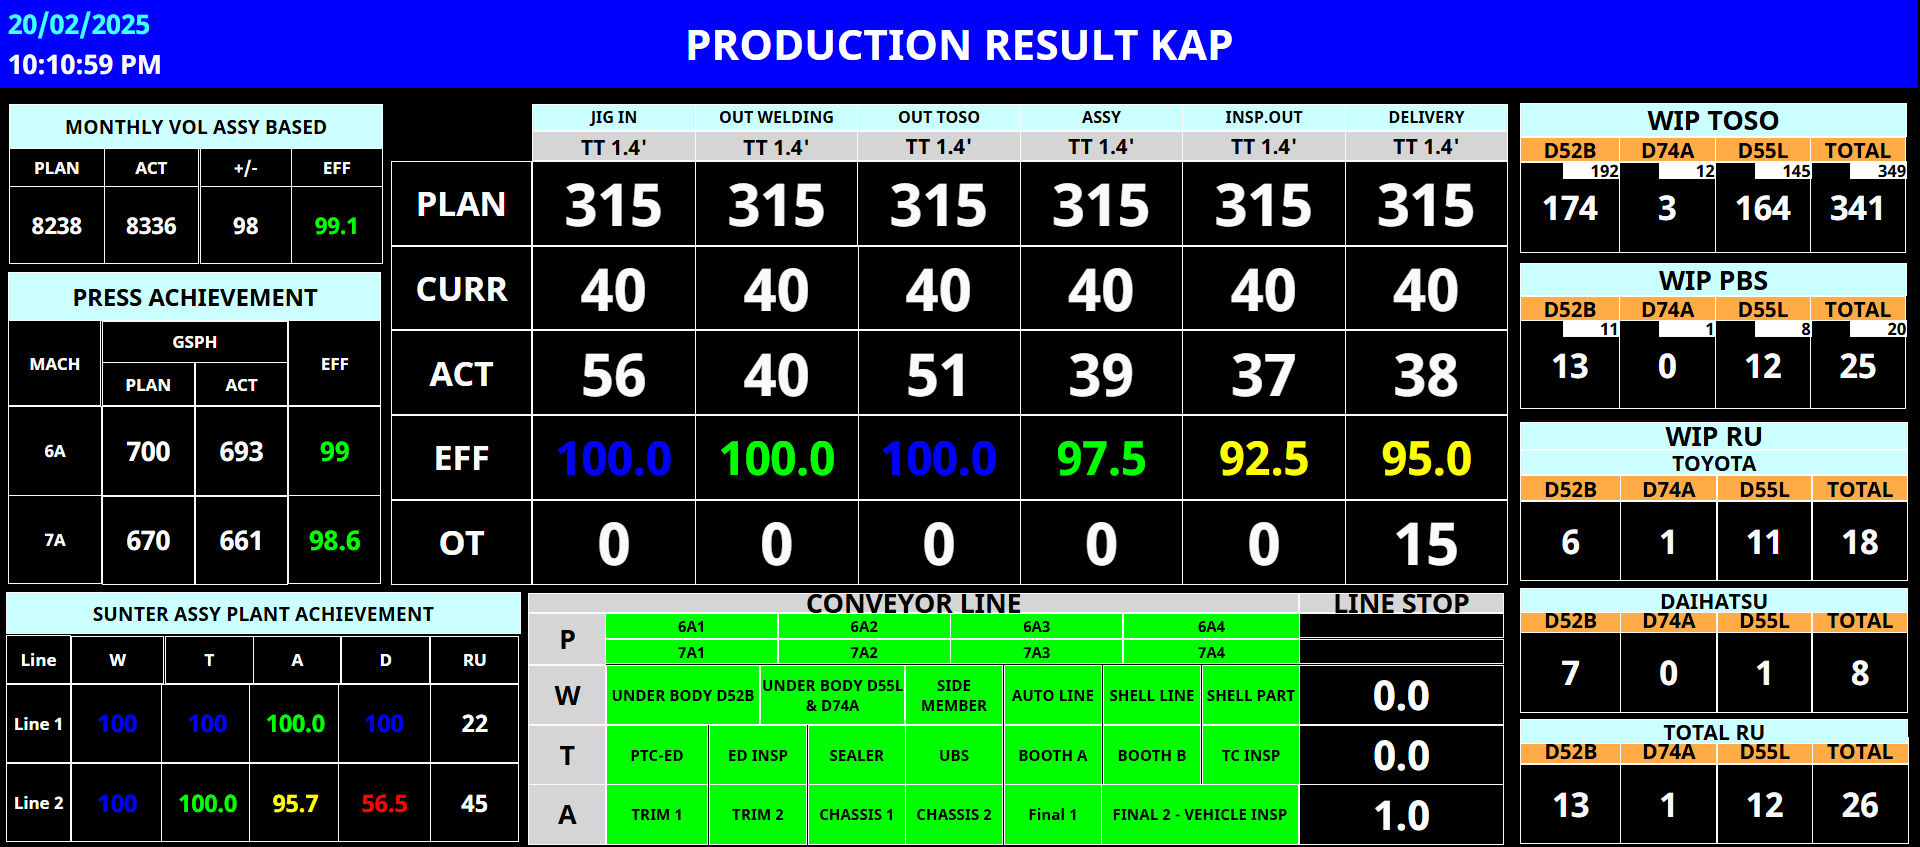 20/02/2025
10:10:59 PM
PRODUCTION RESULT KAP
MONTHLY VOL ASSY BASED
PLAN ACT +/- EFF
8238 8336 98 99.1
PRESS ACHIEVEMENT
MACH GSPH EFF
PLAN ACT
6A 700 693 99
7A 670 661 98.6
JIG IN OUT WELDING OUT TOSO ASSY INSP.OUT DELIVERY
TT 1.4' TT 1.4' TT 1.4' TT 1.4' TT 1.4' TT 1.4'
PLAN 315 315 315 315 315 315
CURR 40 40 40 40 40 40
ACT 56 40 51 39 37 38
EFF 100.0 100.0 100.0 97.5 92.5 95.0
OT 0 0 0 0 0 15
WIP TOSO
D52B D74A D55L TOTAL
192 12 145 349
174 3 164 341
WIP PBS
D52B D74A D55L TOTAL
11 1 8 20
13 0 12 25
WIP RU
TOYOTA
D52B D74A D55L TOTAL
6 1 11 18
DAIHATSU
D52B D74A D55L TOTAL
7 0 1 8
TOTAL RU
D52B D74A D55L TOTAL
13 1 12 26
SUNTER ASSY PLANT ACHIEVEMENT
Line W T A D RU
Line 1 100 100 100.0 100 22
Line 2 100 100.0 95.7 56.5 45
CONVEYOR LINE LINE STOP
P
6A1 6A2 6A3 6A4
7A1 7A2 7A3 7A4
W UNDER BODY D52B UNDER BODY D55L & D74A SIDE MEMBER AUTO LINE SHELL LINE SHELL PART 0.0
T PTC-ED ED INSP SEALER UBS BOOTH A BOOTH B TC INSP 0.0
A TRIM 1 TRIM 2 CHASSIS 1 CHASSIS 2 Final 1 FINAL 2 - VEHICLE INSP 1.0